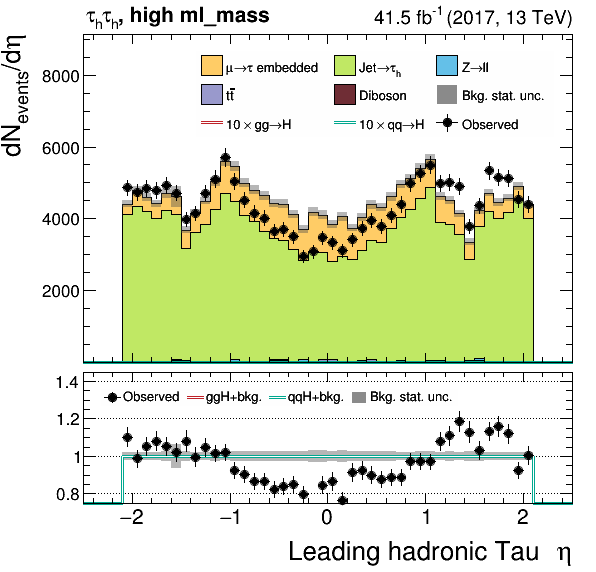 τhτh, high ml_mass 41.5 fb⁻¹ (2017, 13 TeV)
dNevents/dη
8000
6000
4000
2000
μ→τ embedded Jet→τh Z→ll
tt̄ Diboson Bkg. stat. unc.
10 × gg→H 10 × qq→H Observed
1.4
1.2
1
0.8
Observed ggH+bkg. qqH+bkg. Bkg. stat. unc.
−2 −1 0 1 2
Leading hadronic Tau η